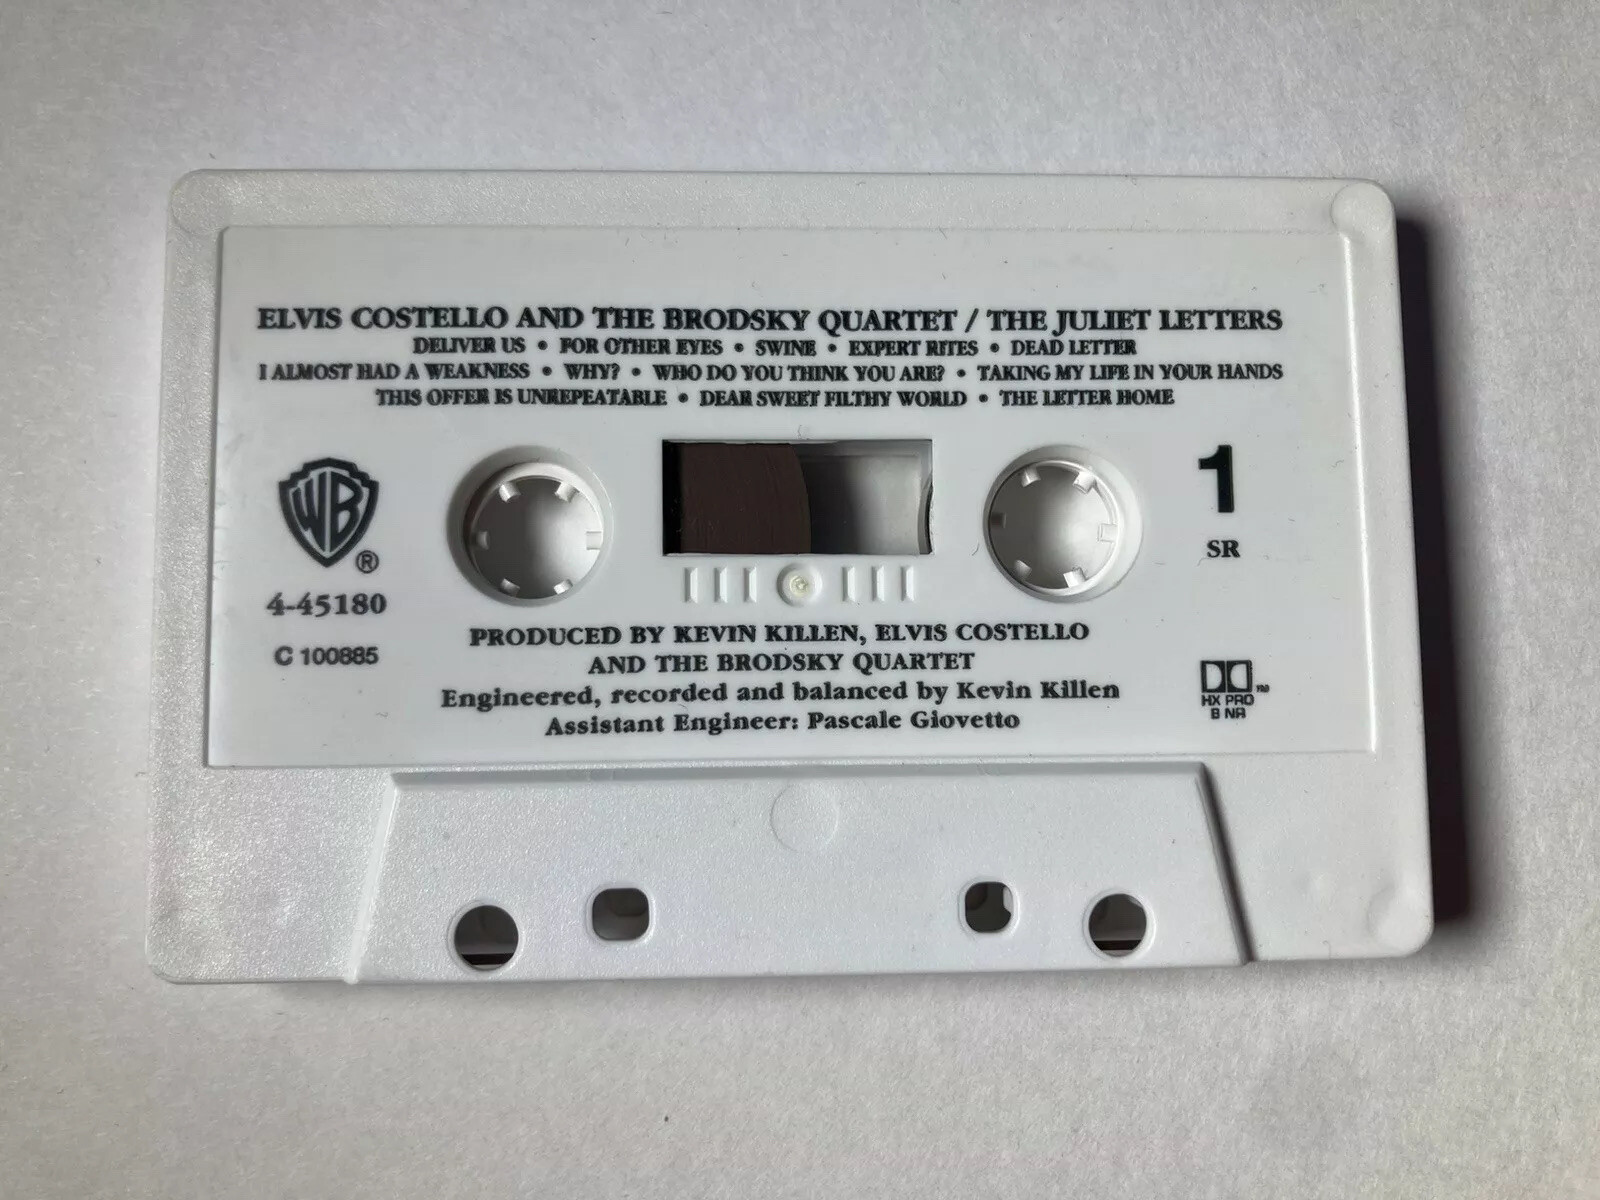 ELVIS COSTELLO AND THE BRODSKY QUARTET / THE JULIET LETTERS
DELIVER US • FOR OTHER EYES • SWINE • EXPERT RITES • DEAD LETTER
I ALMOST HAD A WEAKNESS • WHY? • WHO DO YOU THINK YOU ARE? • TAKING MY LIFE IN YOUR HANDS
THIS OFFER IS UNREPEATABLE • DEAR SWEET FILTHY WORLD • THE LETTER HOME
WB
®
4-45180
C 100885
1
SR
PRODUCED BY KEVIN KILLEN, ELVIS COSTELLO
AND THE BRODSKY QUARTET
Engineered, recorded and balanced by Kevin Killen
Assistant Engineer: Pascale Giovetto
™
HX PRO
B NR